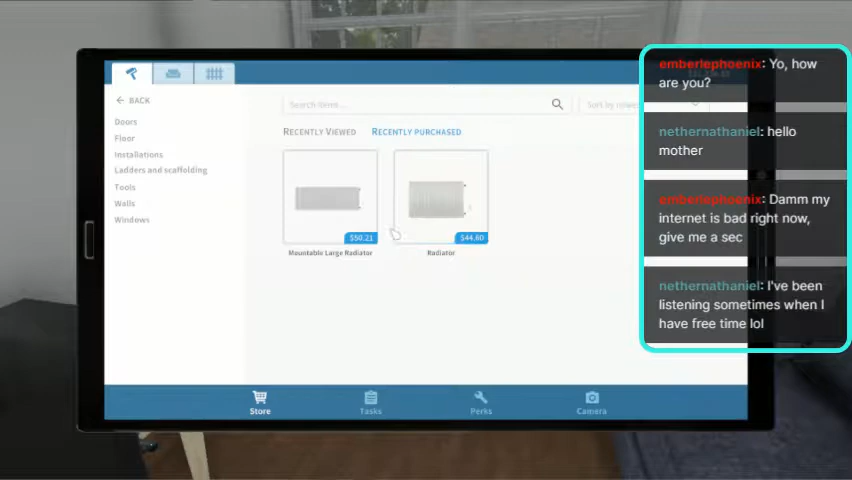 BACK
Doors
Floor
Installations
Ladders and scaffolding
Tools
Walls
Windows
Search items...
RECENTLY VIEWED
RECENTLY PURCHASED
$50.21
Mountable Large Radiator
$44.60
Radiator
Store
Tasks
Perks
Camera
emberlephoenix: Yo, how
are you?
nethernathaniel: hello
mother
emberlephoenix: Damm my
internet is bad right now,
give me a sec
nethernathaniel: I've been
listening sometimes when I
have free time lol